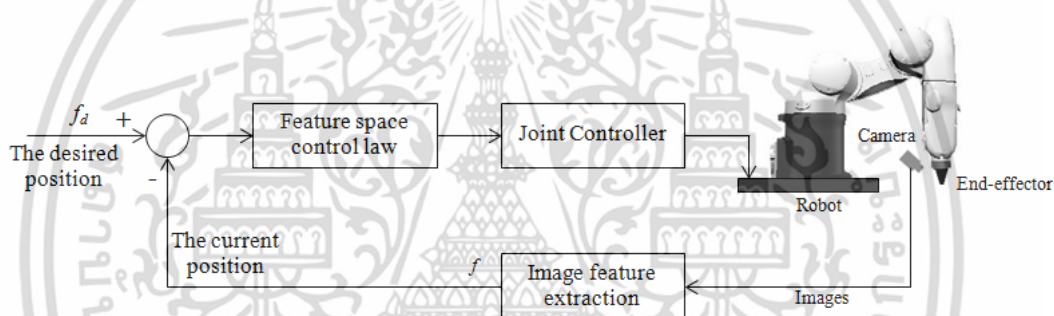 f_d
+
The desired
position
-
Feature space
control law
Joint Controller
Camera
End-effector
Robot
The current
position
f
Image feature
extraction
Images